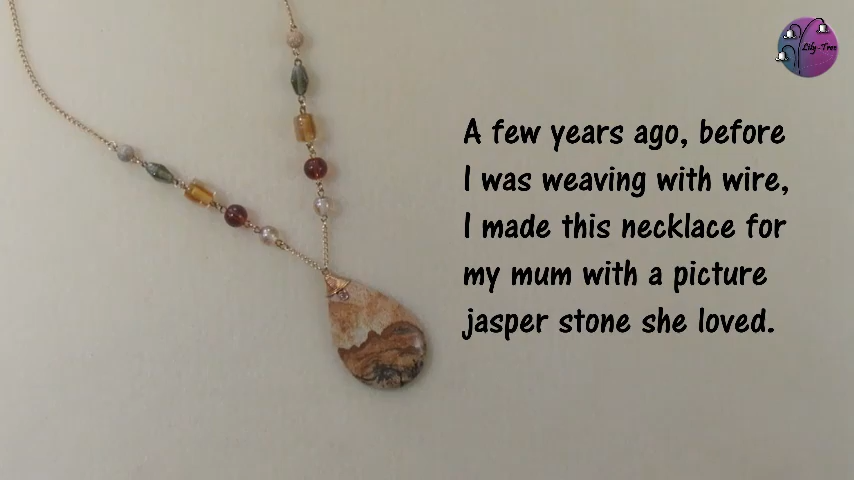 Lily-Tree
A few years ago, before
I was weaving with wire,
I made this necklace for
my mum with a picture
jasper stone she loved.